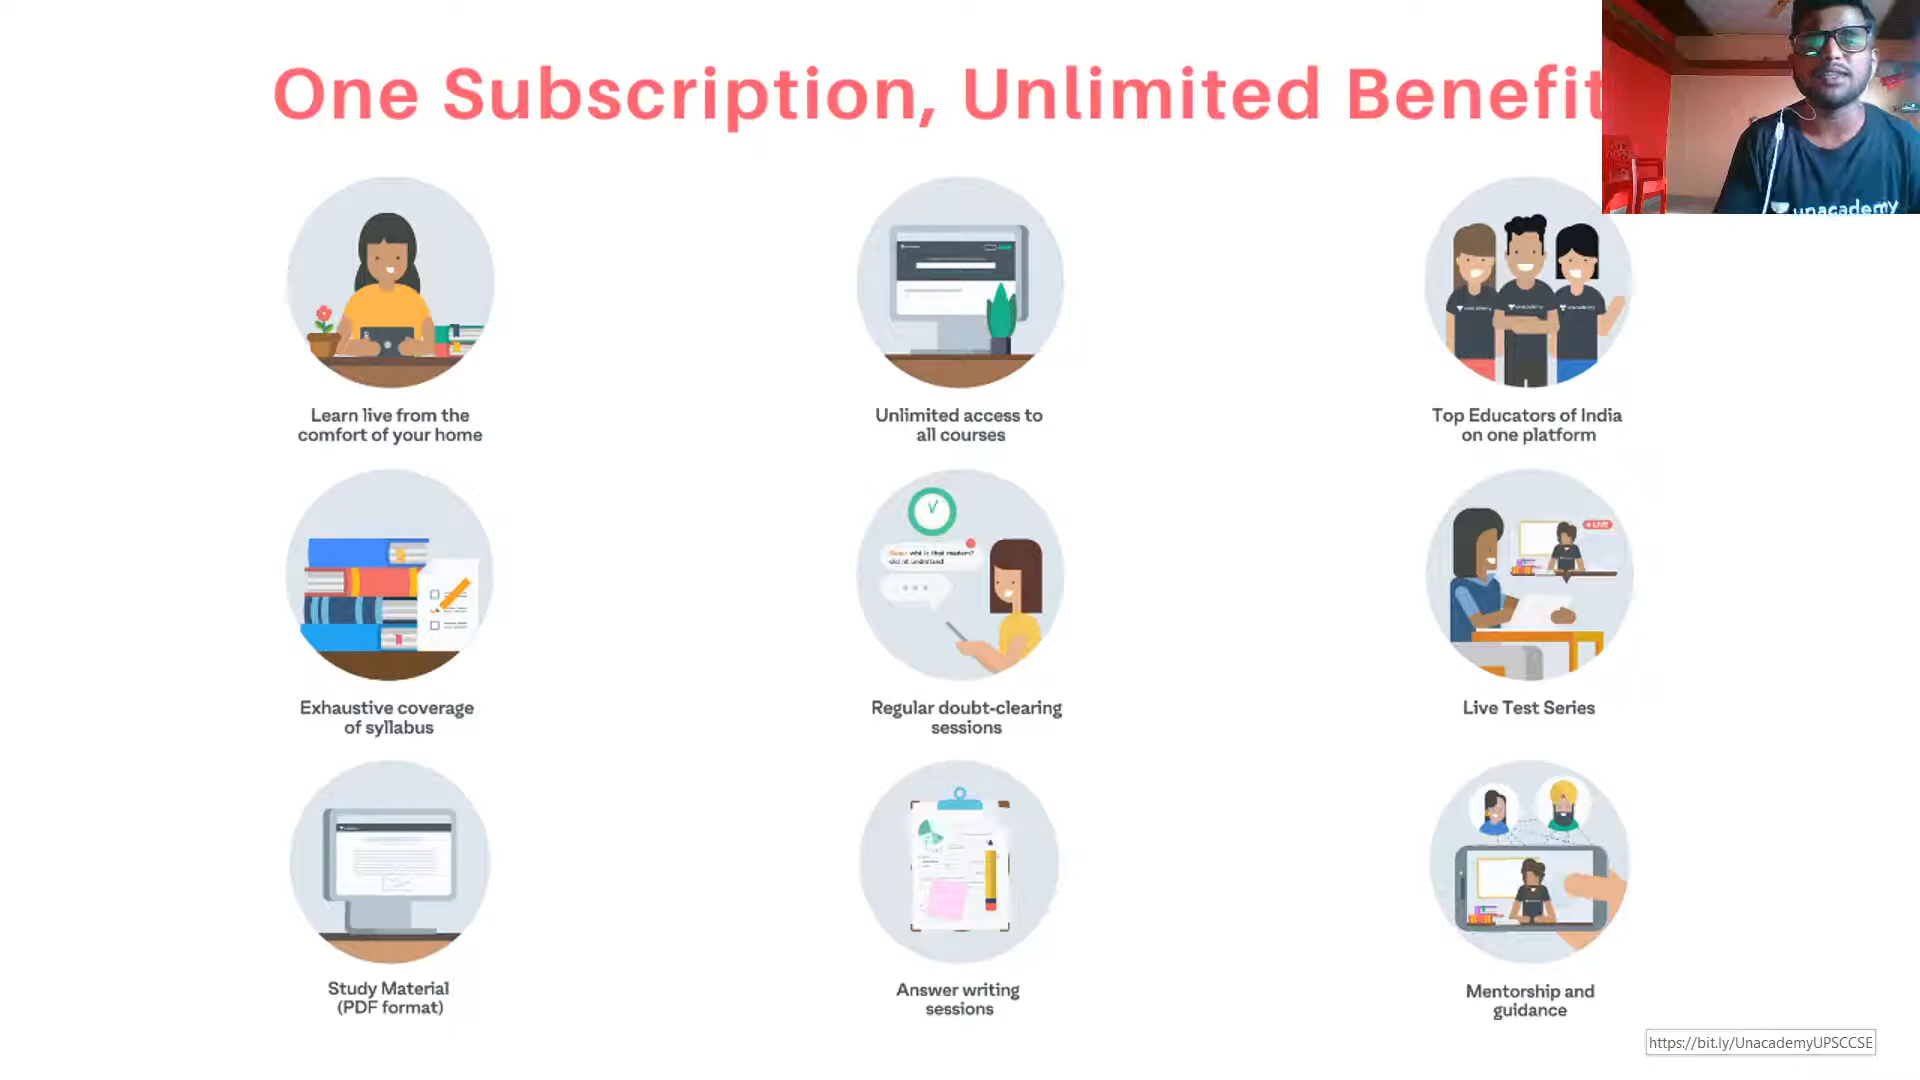 One Subscription, Unlimited Benefit
unacademy
Learn live from the
comfort of your home
Unlimited access to
all courses
Top Educators of India
on one platform
LIVE
Exhaustive coverage
of syllabus
Regular doubt-clearing
sessions
Live Test Series
Study Material
(PDF format)
Answer writing
sessions
Mentorship and
guidance
https://bit.ly/UnacademyUPSCCSE